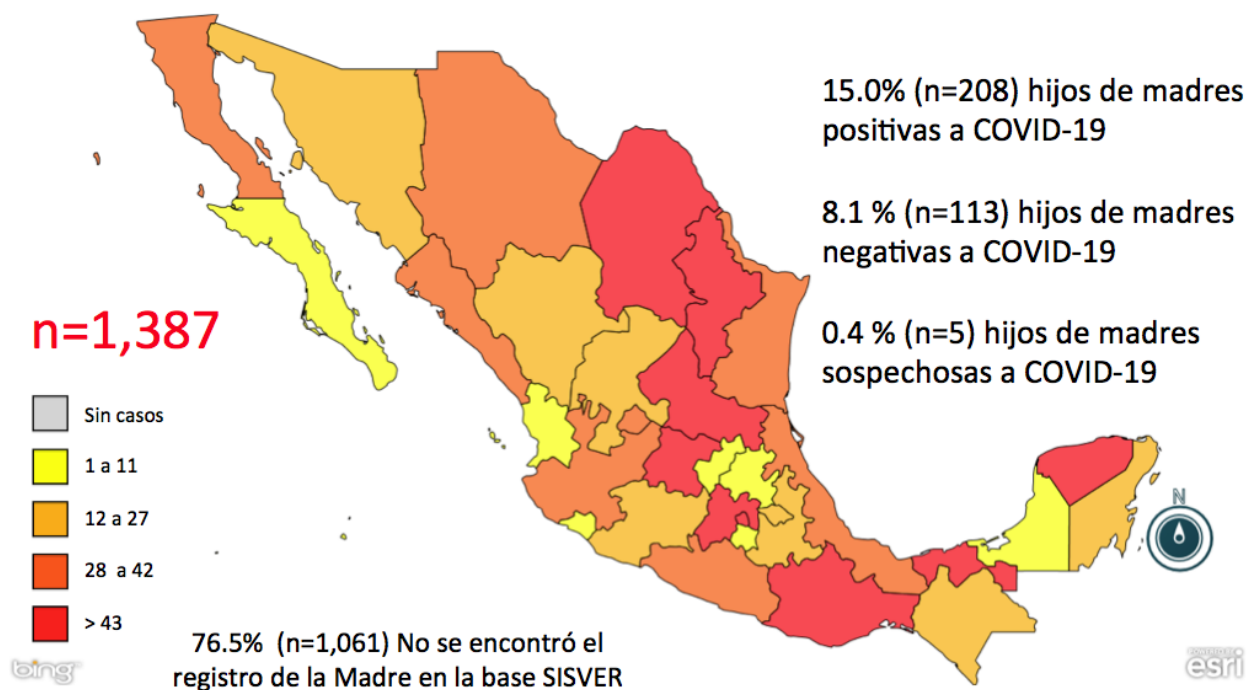 15.0% (n=208) hijos de madres
positivas a COVID-19
8.1 % (n=113) hijos de madres
negativas a COVID-19
0.4 % (n=5) hijos de madres
sospechosas a COVID-19
n=1,387
Sin casos
1 a 11
12 a 27
28 a 42
> 43
76.5% (n=1,061) No se encontró el
registro de la Madre en la base SISVER
N
bing
POWERED BY
esri